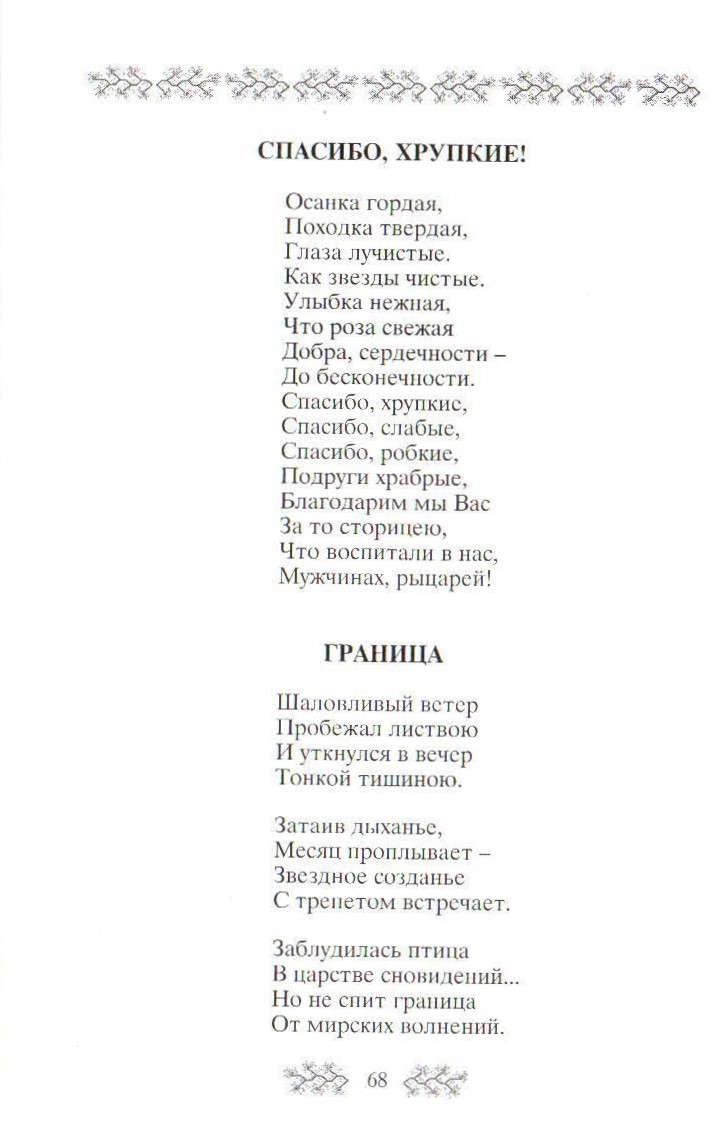 СПАСИБО, ХРУПКИЕ!
Осанка гордая,
Походка твердая,
Глаза лучистые.
Как звезды чистые.
Улыбка нежная,
Что роза свежая
Добра, сердечности –
До бесконечности.
Спасибо, хрупкие,
Спасибо, слабые,
Спасибо, робкие,
Подруги храбрые,
Благодарим мы Вас
За то сторицею,
Что воспитали в нас,
Мужчинах, рыцарей!
ГРАНИЦА
Шаловливый ветер
Пробежал листвою
И уткнулся в вечер
Тонкой тишиною.
Затаив дыханье,
Месяц проплывает –
Звездное созданье
С трепетом встречает.
Заблудилась птица
В царстве сновидений...
Но не спит граница
От мирских волнений.
68